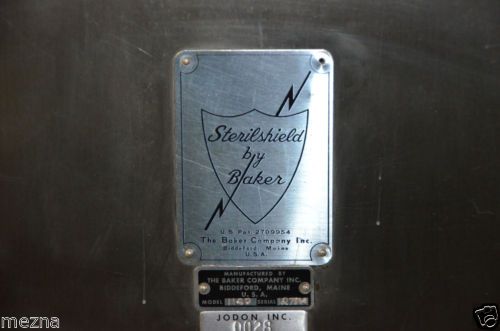 Sterilshield
by
Baker
U.S. Pat. 2709954
The Baker Company Inc.
Biddeford, Maine
U.S.A.
MANUFACTURED BY
THE BAKER COMPANY INC.
BIDDEFORD, MAINE
U. S. A.
MODEL SERIAL
JODON INC.
0026
mezna
mezna